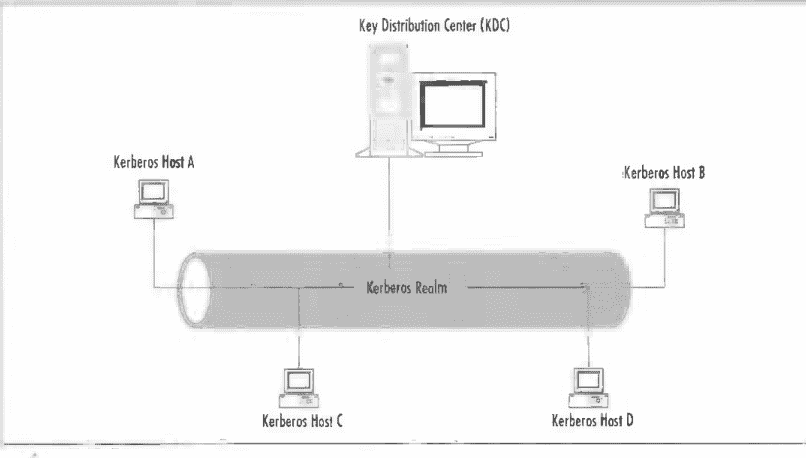 Key Distribution Center (KDC)
Kerberos Host A
Kerberos Host B
Kerberos Realm
Kerberos Host C
Kerberos Host D